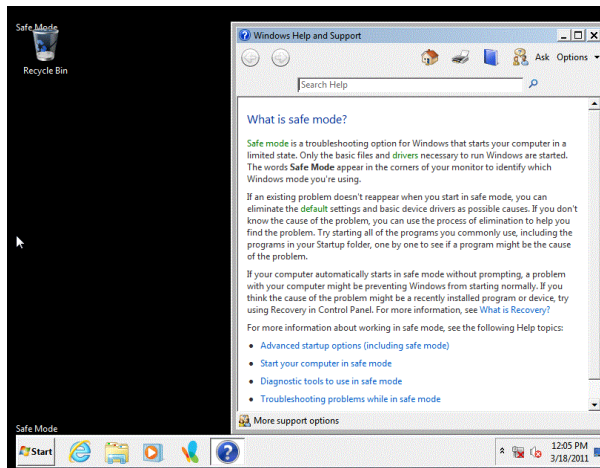 Safe Mode
Recycle Bin
Windows Help and Support
Ask Options
Search Help
What is safe mode?
Safe mode is a troubleshooting option for Windows that starts your computer in a
limited state. Only the basic files and drivers necessary to run Windows are started.
The words Safe Mode appear in the corners of your monitor to identify which
Windows mode you're using.
If an existing problem doesn't reappear when you start in safe mode, you can
eliminate the default settings and basic device drivers as possible causes. If you don't
know the cause of the problem, you can use the process of elimination to help you
find the problem. Try starting all of the programs you commonly use, including the
programs in your Startup folder, one by one to see if a program might be the cause
of the problem.
If your computer automatically starts in safe mode without prompting, a problem
with your computer might be preventing Windows from starting normally. If you
think the cause of the problem might be a recently installed program or device, try
using Recovery in Control Panel. For more information, see What is Recovery?
For more information about working in safe mode, see the following Help topics:
• Advanced startup options (including safe mode)
• Start your computer in safe mode
• Diagnostic tools to use in safe mode
• Troubleshooting problems while in safe mode
More support options
Safe Mode
Start
12:05 PM
3/18/2011